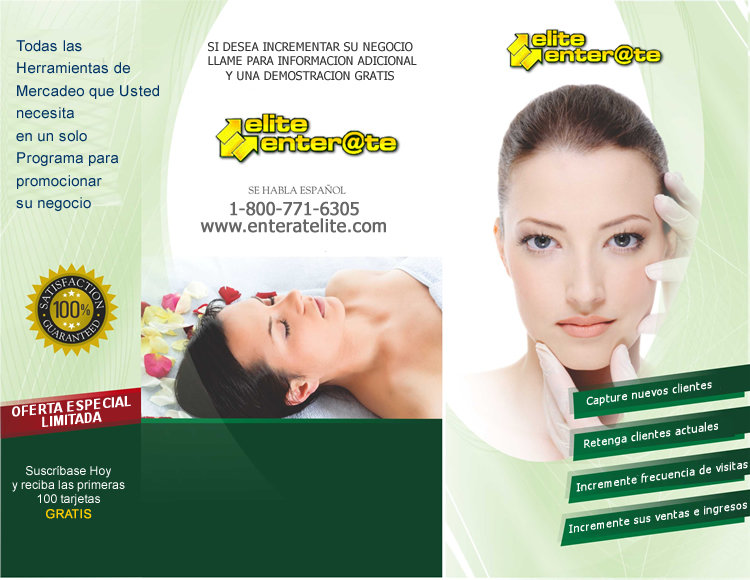 Todas las
Herramientas de
Mercadeo que Usted
necesita
en un solo
Programa para
promocionar
su negocio
SATISFACTION
100%
GUARANTEED
OFERTA ESPECIAL
LIMITADA
Suscríbase Hoy
y reciba las primeras
100 tarjetas
GRATIS
SI DESEA INCREMENTAR SU NEGOCIO
LLAME PARA INFORMACION ADICIONAL
Y UNA DEMOSTRACION GRATIS
elite
enter@te
SE HABLA ESPAÑOL
1-800-771-6305
www.enteratelite.com
elite
enter@te
Capture nuevos clientes
Retenga clientes actuales
Incremente frecuencia de visitas
Incremente sus ventas e ingresos